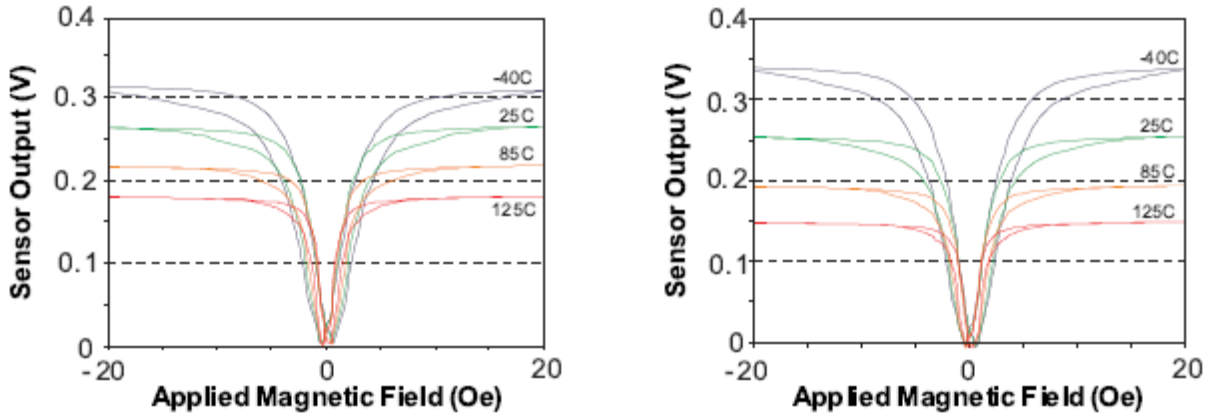 0.4
0.3
0.2
0.1
0
-40C
25C
85C
125C
-20
0
20
Sensor Output (V)
Applied Magnetic Field (Oe)
0.4
0.3
0.2
0.1
0
-40C
25C
85C
125C
-20
0
20
Sensor Output (V)
Applied Magnetic Field (Oe)